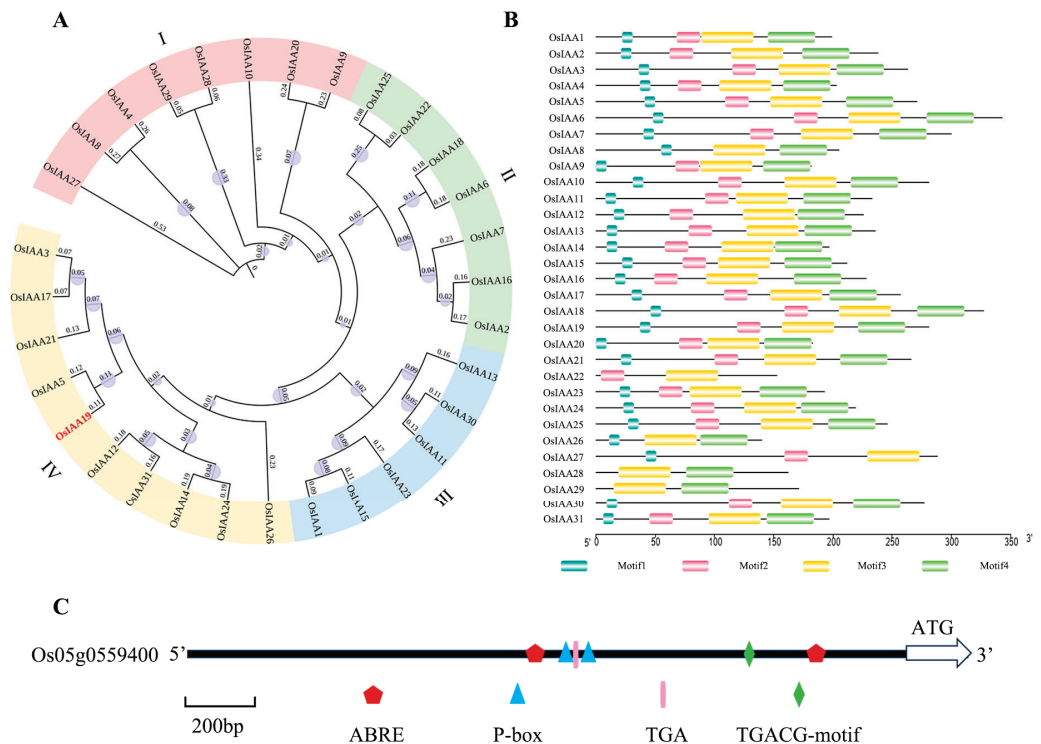 A
I
OsIAA27
OsIAA8
OsIAA4
OsIAA29
OsIAA28
OsIAA10
OsIAA20
OsIAA9
OsIAA25
OsIAA22
OsIAA18
OsIAA6
OsIAA7
OsIAA16
OsIAA2
II
OsIAA13
OsIAA30
OsIAA11
OsIAA23
OsIAA15
OsIAA1
III
OsIAA26
OsIAA24
OsIAA14
OsIAA31
OsIAA12
OsIAA19
OsIAA5
OsIAA21
OsIAA17
OsIAA3
IV
0.53
0.27
0.26
0.08
0.05
0.06
0.33
0.34
0.24
0.23
0.07
0.08
0.03
0.25
0.18
0.18
0.11
0.06
0.23
0.04
0.16
0.02
0.17
0.02
0.02
0
0.01
0.01
0.16
0.09
0.11
0.05
0.13
0.02
0.17
0.09
0.11
0.08
0.09
0.05
0.01
0.23
0.02
0.19
0.04
0.19
0.03
0.16
0.05
0.18
0.06
0.11
0.11
0.12
0.07
0.13
0.05
0.07
0.07
B
OsIAA1
OsIAA2
OsIAA3
OsIAA4
OsIAA5
OsIAA6
OsIAA7
OsIAA8
OsIAA9
OsIAA10
OsIAA11
OsIAA12
OsIAA13
OsIAA14
OsIAA15
OsIAA16
OsIAA17
OsIAA18
OsIAA19
OsIAA20
OsIAA21
OsIAA22
OsIAA23
OsIAA24
OsIAA25
OsIAA26
OsIAA27
OsIAA28
OsIAA29
OsIAA30
OsIAA31
5' 0 50 100 150 200 250 300 350 3'
Motif1 Motif2 Motif3 Motif4
C
ATG
Os05g0559400 5’ 3’
200bp ABRE P-box TGA TGACG-motif